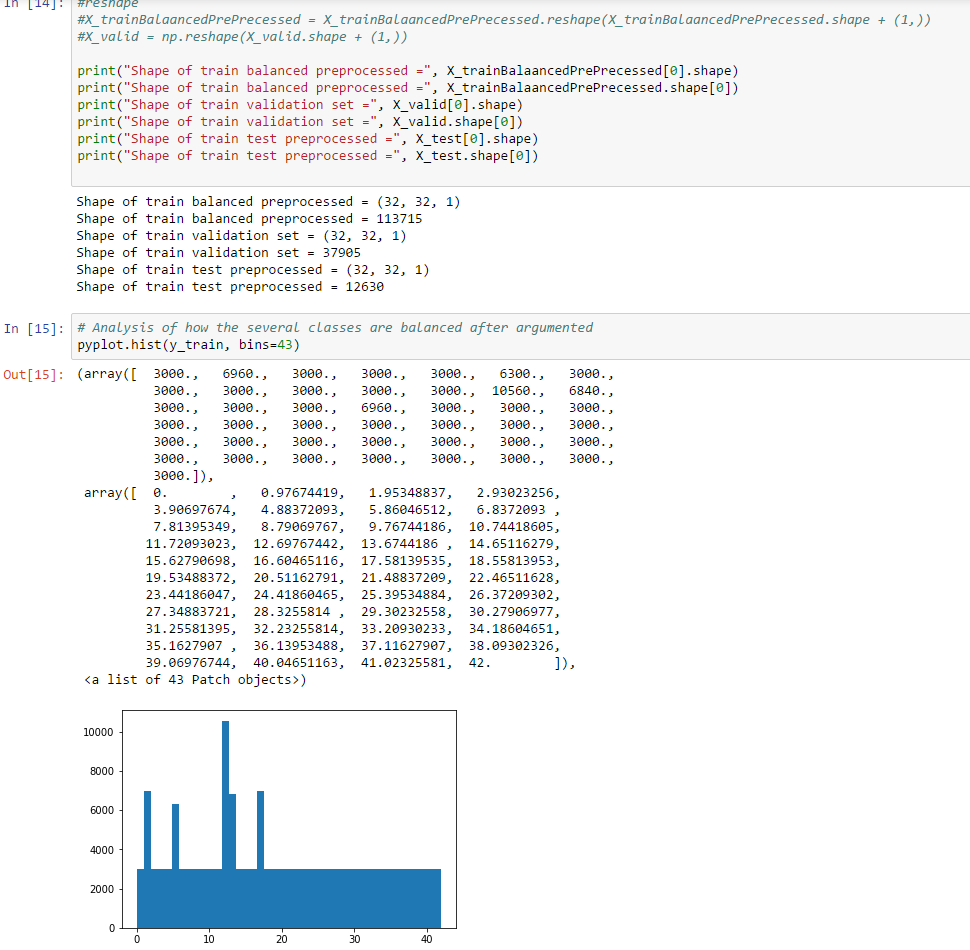 In [14]: #reshape
#X_trainBalaancedPrePrecessed = X_trainBalaancedPrePrecessed.reshape(X_trainBalaancedPrePrecessed.shape + (1,))
#X_valid = np.reshape(X_valid.shape + (1,))
print("Shape of train balanced preprocessed =", X_trainBalaancedPrePrecessed[0].shape)
print("Shape of train balanced preprocessed =", X_trainBalaancedPrePrecessed.shape[0])
print("Shape of train validation set =", X_valid[0].shape)
print("Shape of train validation set =", X_valid.shape[0])
print("Shape of train test preprocessed =", X_test[0].shape)
print("Shape of train test preprocessed =", X_test.shape[0])
Shape of train balanced preprocessed = (32, 32, 1)
Shape of train balanced preprocessed = 113715
Shape of train validation set = (32, 32, 1)
Shape of train validation set = 37905
Shape of train test preprocessed = (32, 32, 1)
Shape of train test preprocessed = 12630
In [15]: # Analysis of how the several classes are balanced after argumented
pyplot.hist(y_train, bins=43)
Out[15]: (array([ 3000., 6960., 3000., 3000., 3000., 6300., 3000.,
3000., 3000., 3000., 3000., 3000., 10560., 6840.,
3000., 3000., 3000., 6960., 3000., 3000., 3000.,
3000., 3000., 3000., 3000., 3000., 3000., 3000.,
3000., 3000., 3000., 3000., 3000., 3000., 3000.,
3000., 3000., 3000., 3000., 3000., 3000., 3000.,
3000.]),
array([ 0. , 0.97674419, 1.95348837, 2.93023256,
3.90697674, 4.88372093, 5.86046512, 6.8372093 ,
7.81395349, 8.79069767, 9.76744186, 10.74418605,
11.72093023, 12.69767442, 13.6744186 , 14.65116279,
15.62790698, 16.60465116, 17.58139535, 18.55813953,
19.53488372, 20.51162791, 21.48837209, 22.46511628,
23.44186047, 24.41860465, 25.39534884, 26.37209302,
27.34883721, 28.3255814 , 29.30232558, 30.27906977,
31.25581395, 32.23255814, 33.20930233, 34.18604651,
35.1627907 , 36.13953488, 37.11627907, 38.09302326,
39.06976744, 40.04651163, 41.02325581, 42. ]),
<a list of 43 Patch objects>)
10000
8000
6000
4000
2000
0
0 10 20 30 40